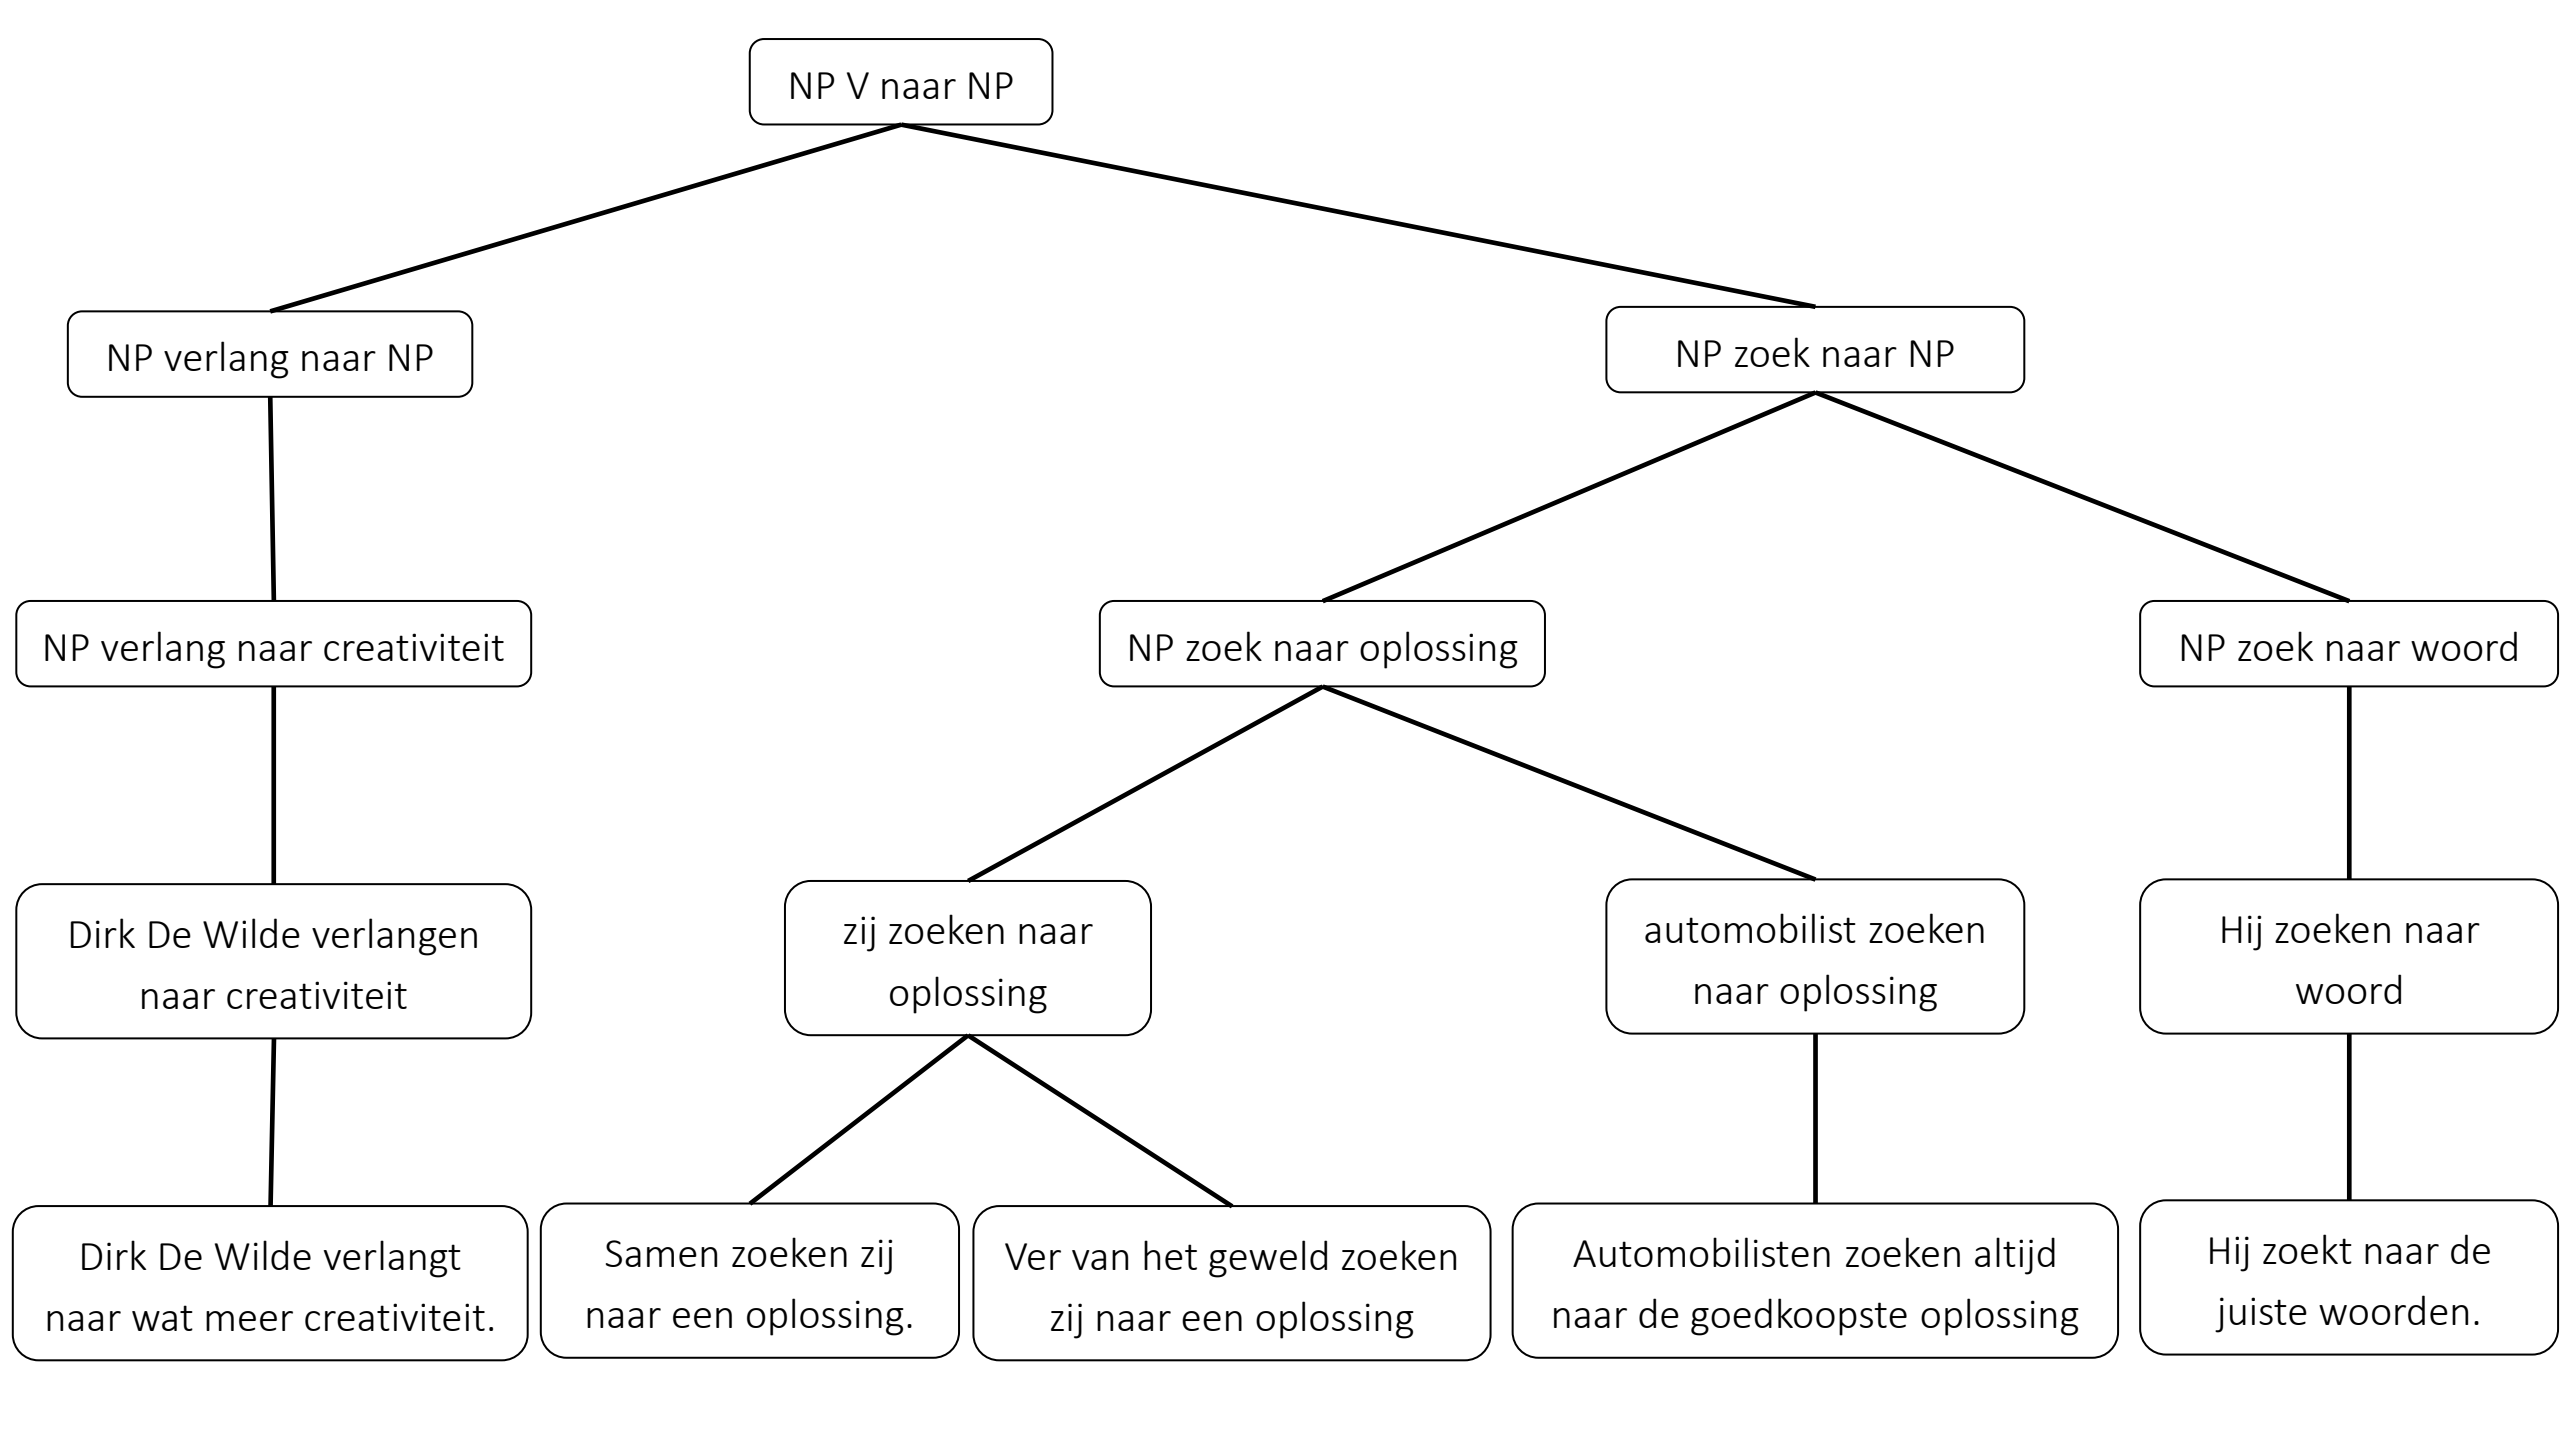 NP V naar NP
NP verlang naar NP
NP zoek naar NP
NP verlang naar creativiteit
NP zoek naar oplossing
NP zoek naar woord
Dirk De Wilde verlangen
naar creativiteit
zij zoeken naar
oplossing
automobilist zoeken
naar oplossing
Hij zoeken naar
woord
Dirk De Wilde verlangt
naar wat meer creativiteit.
Samen zoeken zij
naar een oplossing.
Ver van het geweld zoeken
zij naar een oplossing
Automobilisten zoeken altijd
naar de goedkoopste oplossing
Hij zoekt naar de
juiste woorden.